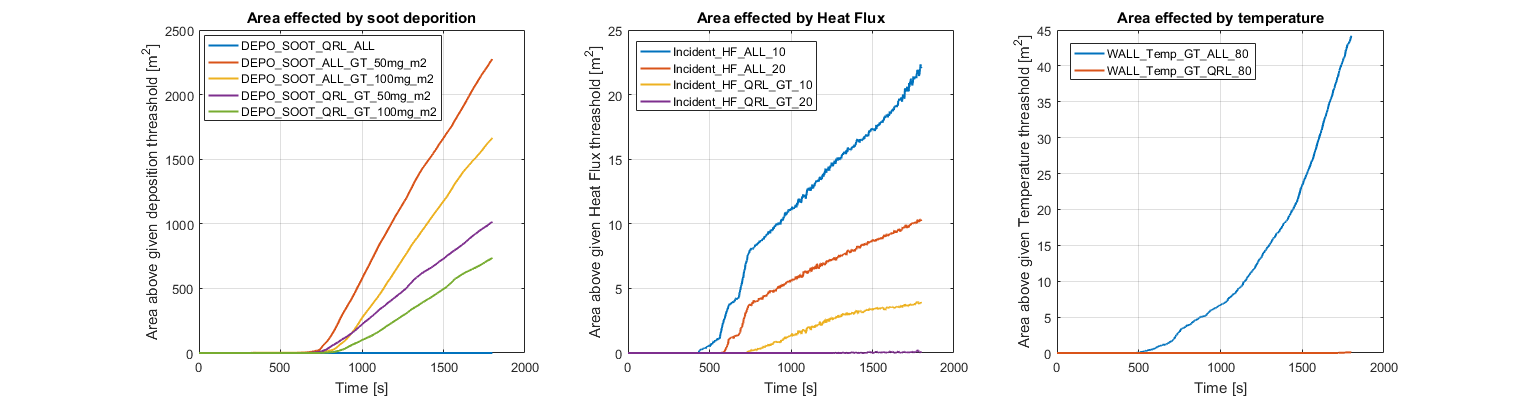 Area effected by soot deporition
Area above given deposition threashold [m²]
2500
2000
1500
1000
500
0
DEPO_SOOT_QRL_ALL
DEPO_SOOT_ALL_GT_50mg_m2
DEPO_SOOT_ALL_GT_100mg_m2
DEPO_SOOT_QRL_GT_50mg_m2
DEPO_SOOT_QRL_GT_100mg_m2
0 500 1000 1500 2000
Time [s]
Area effected by Heat Flux
Area above given Heat Flux threashold [m²]
25
20
15
10
5
0
Incident_HF_ALL_10
Incident_HF_ALL_20
Incident_HF_QRL_GT_10
Incident_HF_QRL_GT_20
0 500 1000 1500 2000
Time [s]
Area effected by temperature
Area above given Temperature threashold [m²]
45
40
35
30
25
20
15
10
5
0
WALL_Temp_GT_ALL_80
WALL_Temp_GT_QRL_80
0 500 1000 1500 2000
Time [s]